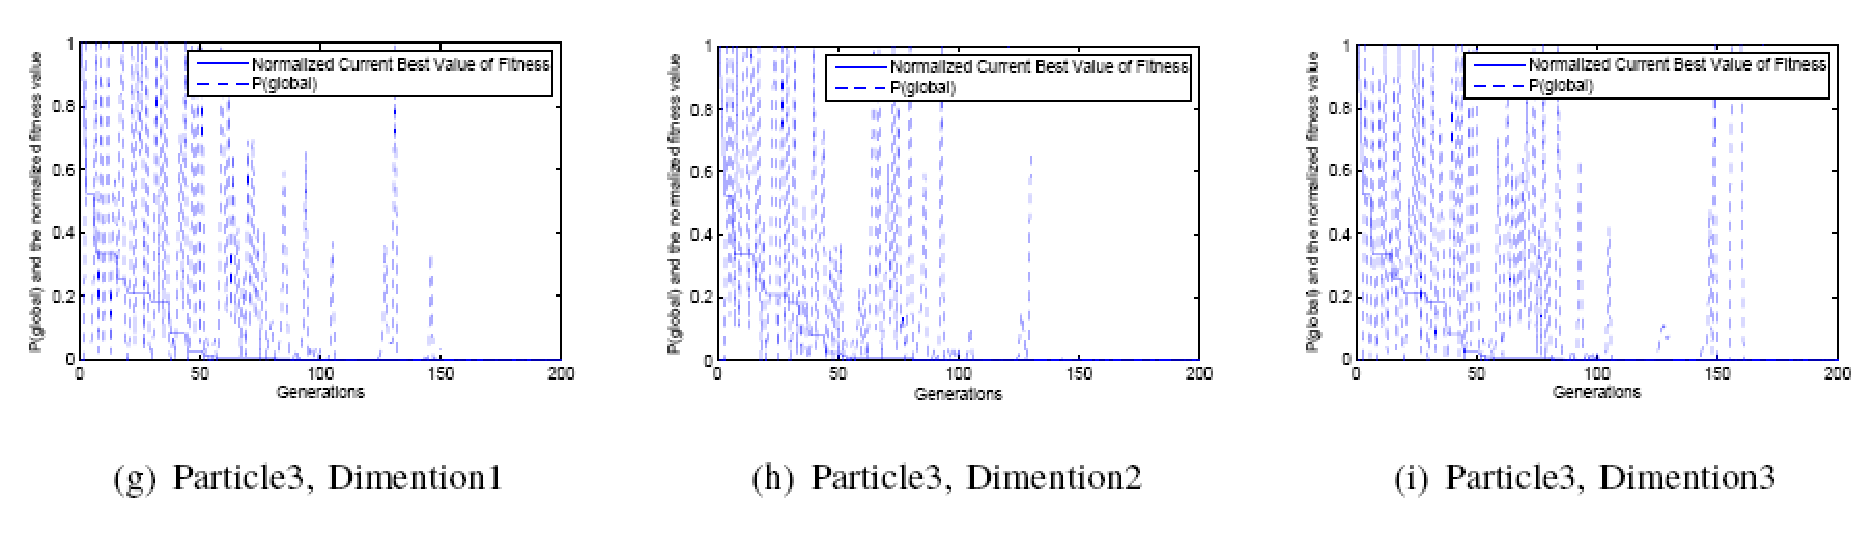 P(global) and the normalized fitness value
1
0.8
0.6
0.4
0.2
0
Normalized Current Best Value of Fitness
P(global)
0 50 100 150 200
Generations
(g) Particle3, Dimention1
P(global) and the normalized fitness value
1
0.8
0.6
0.4
0.2
0
Normalized Current Best Value of Fitness
P(global)
0 50 100 150 200
Generations
(h) Particle3, Dimention2
P(global) and the normalized fitness value
1
0.8
0.6
0.4
0.2
0
Normalized Current Best Value of Fitness
P(global)
0 50 100 150 200
Generations
(i) Particle3, Dimention3